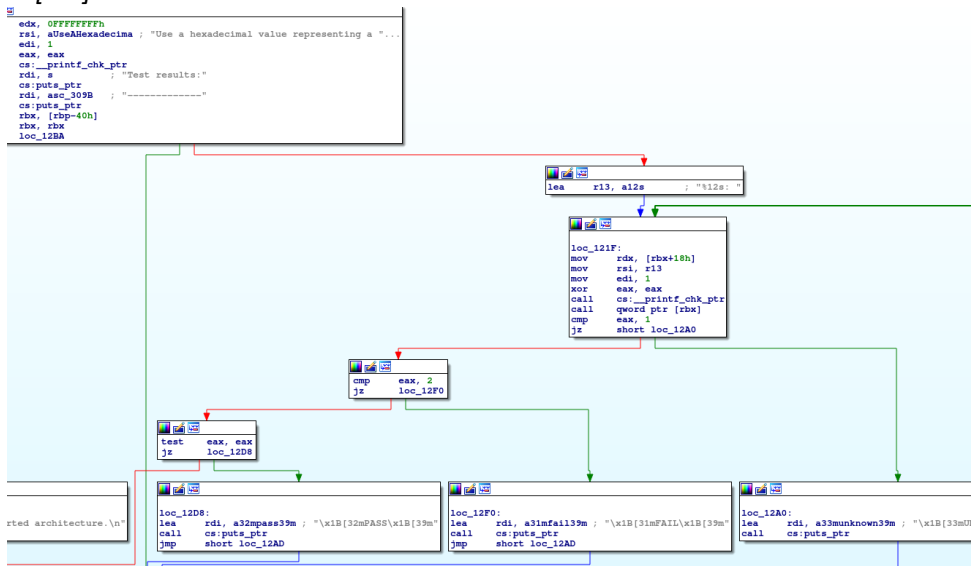 edx, 0FFFFFFFFh
rsi, aUseAHexadecima ; "Use a hexadecimal value representing a "...
edi, 1
eax, eax
cs:__printf_chk_ptr
rdi, s ; "Test results:"
cs:puts_ptr
rdi, asc_309B ; "-------------"
cs:puts_ptr
rbx, [rbp-40h]
rbx, rbx
loc_12BA
lea r13, a12s ; "%12s: "
loc_121F:
mov rdx, [rbx+18h]
mov rsi, r13
mov edi, 1
xor eax, eax
call cs:__printf_chk_ptr
call qword ptr [rbx]
cmp eax, 1
jz short loc_12A0
cmp eax, 2
jz loc_12F0
test eax, eax
jz loc_12D8
rted architecture.\n"
loc_12D8:
lea rdi, a32mpass39m ; "\x1B[32mPASS\x1B[39m"
call cs:puts_ptr
jmp short loc_12AD
loc_12F0:
lea rdi, a31mfail39m ; "\x1B[31mFAIL\x1B[39m"
call cs:puts_ptr
jmp short loc_12AD
loc_12A0:
lea rdi, a33munknown39m ; "\x1B[33mU
call cs:puts_ptr